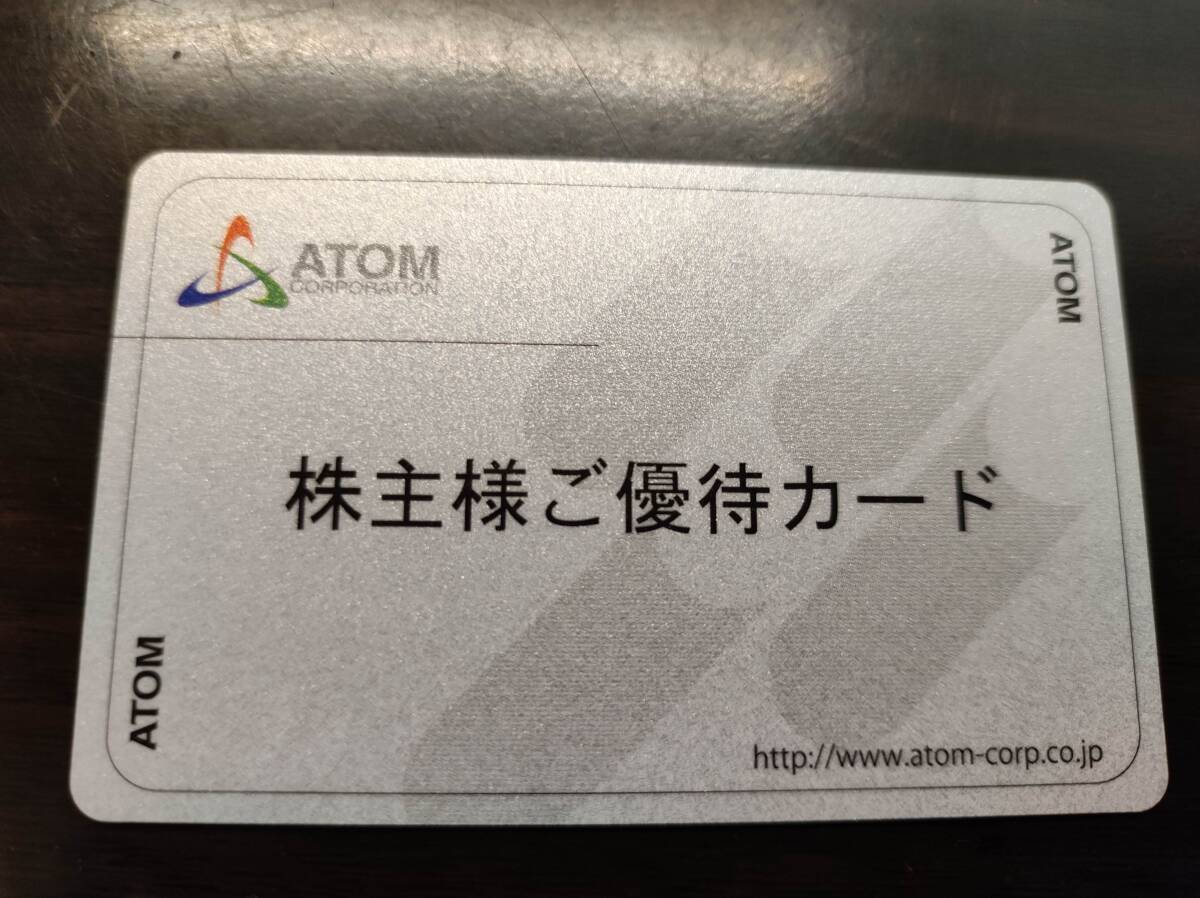 ATOM
CORPORATION
ATOM
株主様ご優待カード
ATOM
http://www.atom-corp.co.jp